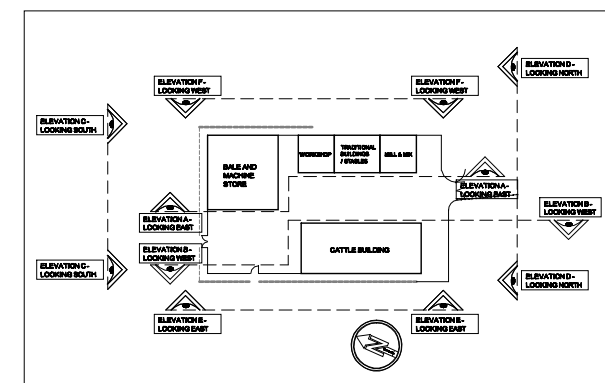 ELEVATION D -
LOOKING NORTH
ELEVATION F -
LOOKING WEST
ELEVATION F -
LOOKING WEST
ELEVATION C -
LOOKING SOUTH
BALE AND
MACHINE
STORE
WORKSHOP
TRADITIONAL
BUILDINGS
/ STABLES
MILL & MIX
ELEVATION A -
LOOKING EAST
ELEVATION B -
LOOKING WEST
ELEVATION A -
LOOKING EAST
ELEVATION B -
LOOKING WEST
CATTLE BUILDING
ELEVATION C -
LOOKING SOUTH
ELEVATION D -
LOOKING NORTH
ELEVATION E -
LOOKING EAST
ELEVATION E -
LOOKING EAST